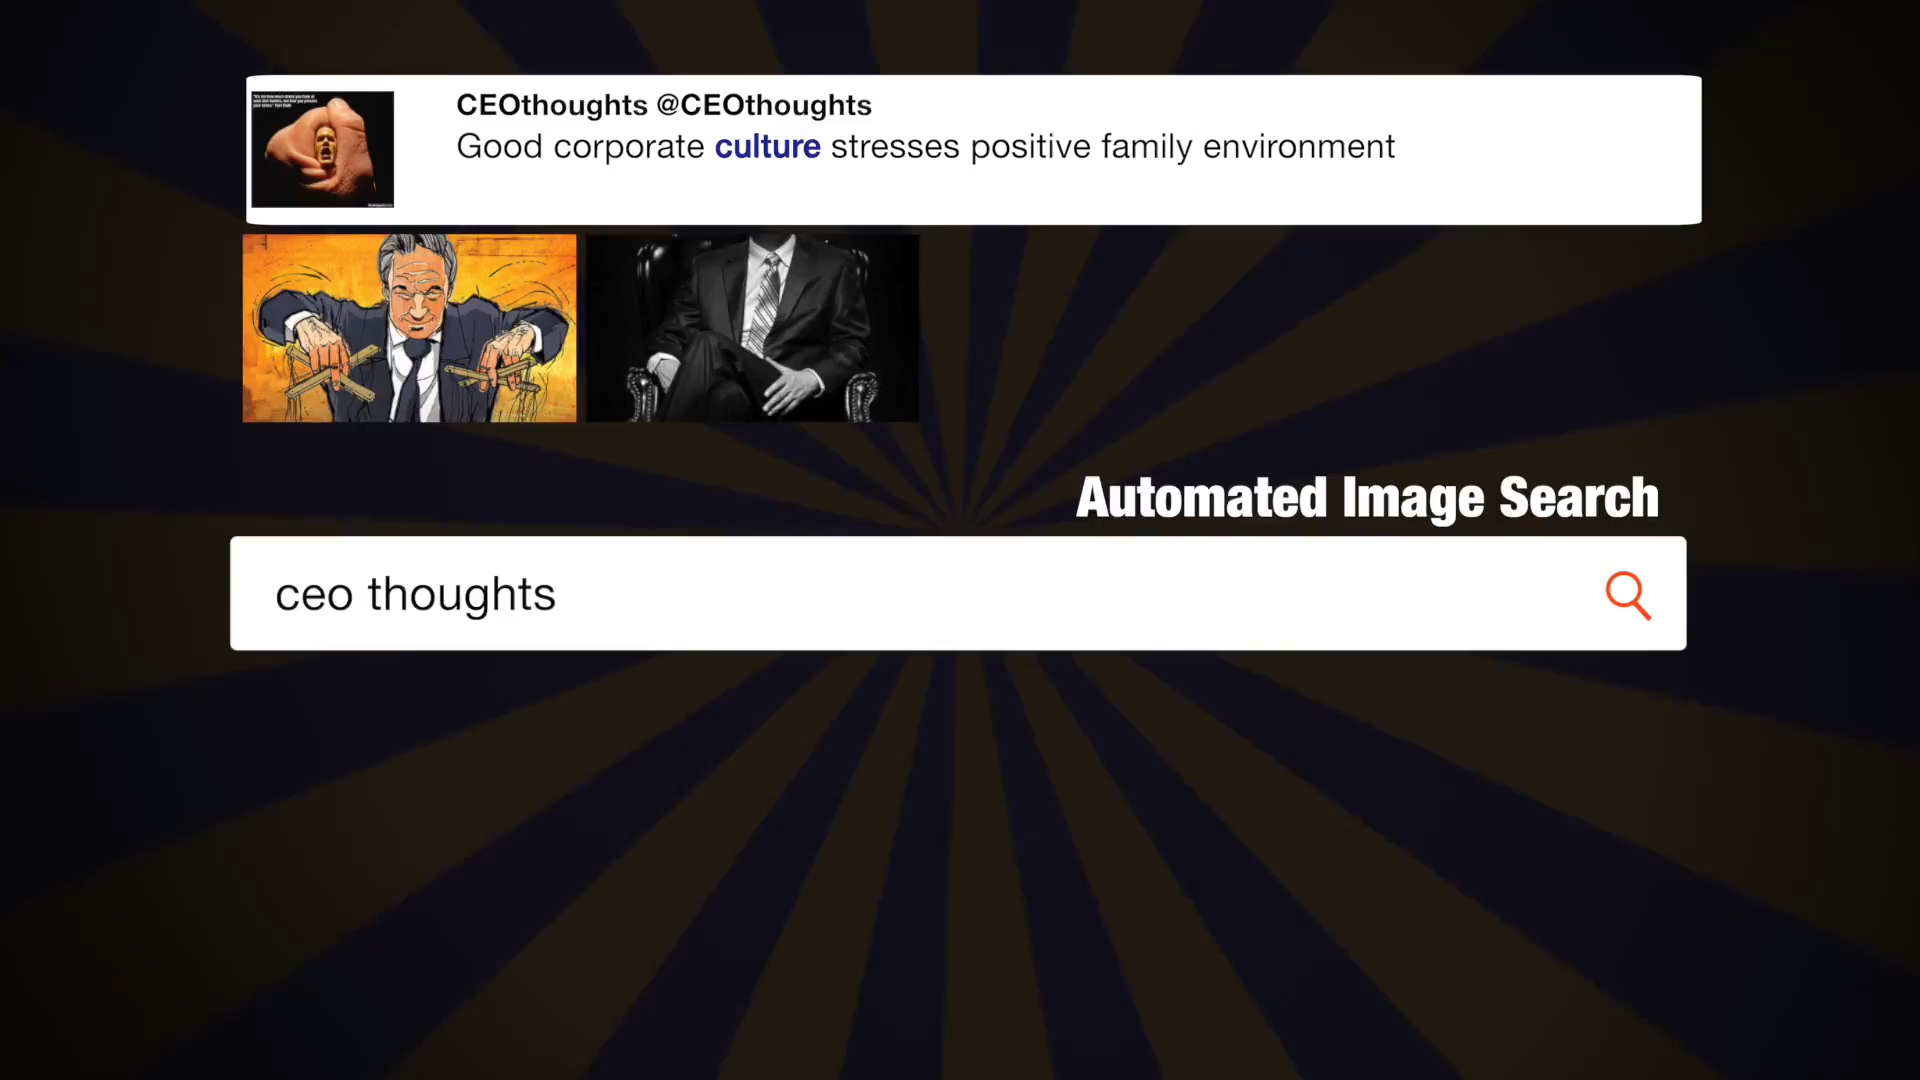 CEOthoughts @CEOthoughts
Good corporate culture stresses positive family environment
Automated Image Search
ceo thoughts